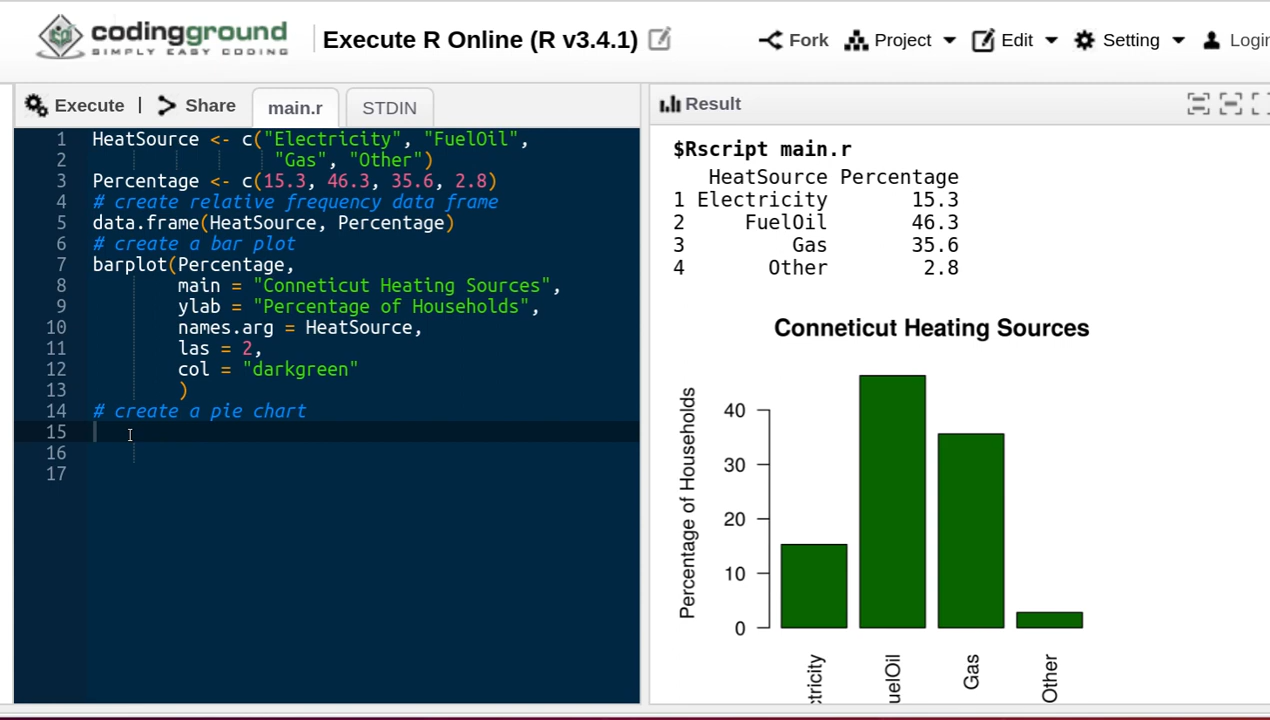 codingground
SIMPLY EASY CODING
Execute R Online (R v3.4.1)
Fork
Project
Edit
Setting
Login
Execute | Share
main.r
STDIN
1 HeatSource <- c("Electricity", "FuelOil",
2 "Gas", "Other")
3 Percentage <- c(15.3, 46.3, 35.6, 2.8)
4 # create relative frequency data frame
5 data.frame(HeatSource, Percentage)
6 # create a bar plot
7 barplot(Percentage,
8 main = "Conneticut Heating Sources",
9 ylab = "Percentage of Households",
10 names.arg = HeatSource,
11 las = 2,
12 col = "darkgreen"
13 )
14 # create a pie chart
15
16
17
Result
$Rscript main.r
HeatSource Percentage
1 Electricity 15.3
2 FuelOil 46.3
3 Gas 35.6
4 Other 2.8
Conneticut Heating Sources
Percentage of Households
40
30
20
10
0
ctricity
uelOil
Gas
Other